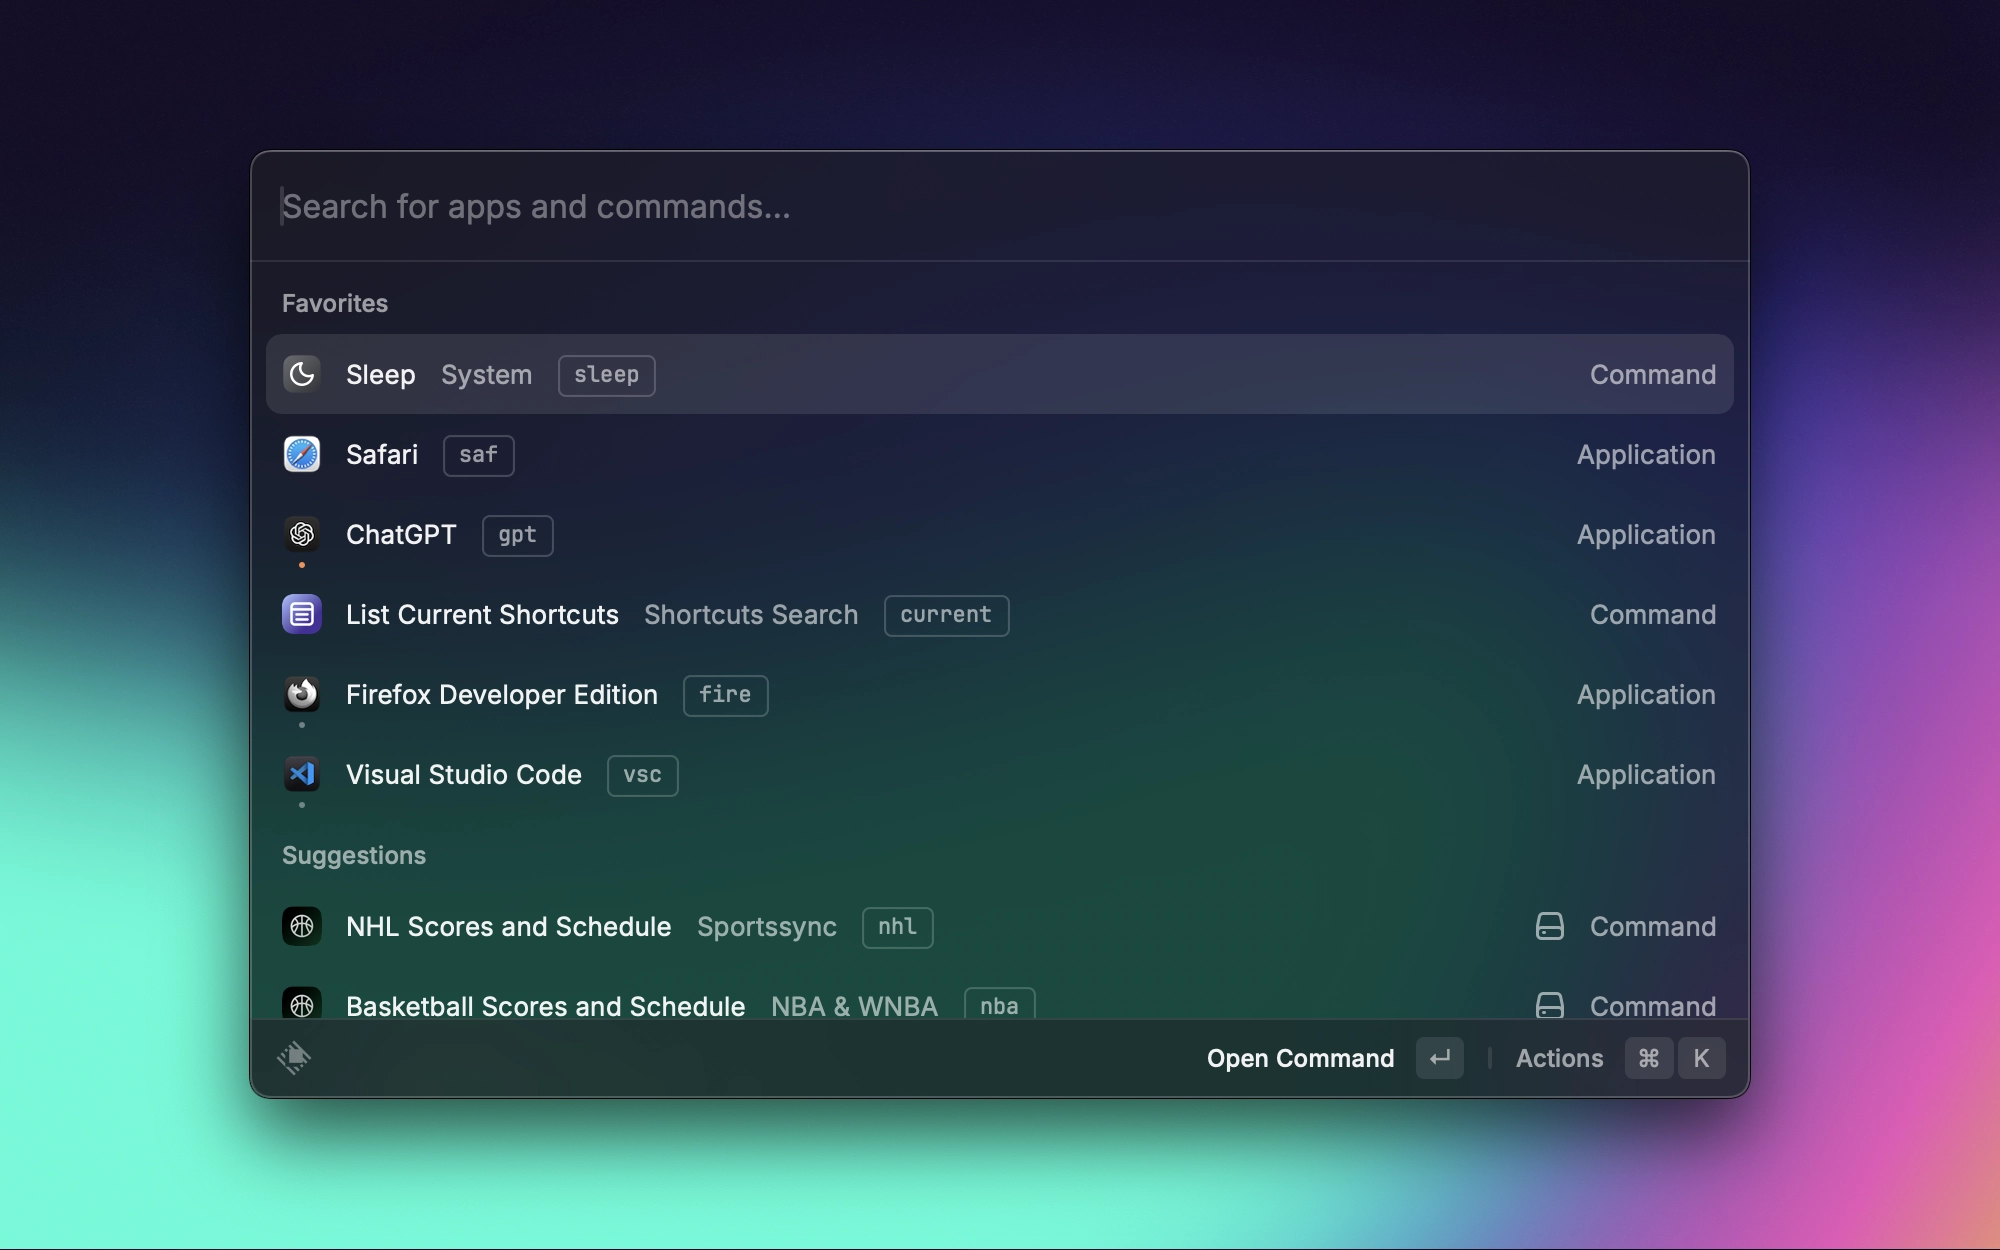 Search for apps and commands...
Favorites
Sleep System sleep Command
Safari saf Application
ChatGPT gpt Application
List Current Shortcuts Shortcuts Search current Command
Firefox Developer Edition fire Application
Visual Studio Code vsc Application
Suggestions
NHL Scores and Schedule Sportssync nhl Command
Basketball Scores and Schedule NBA & WNBA nba Command
Open Command ↵ Actions ⌘ K